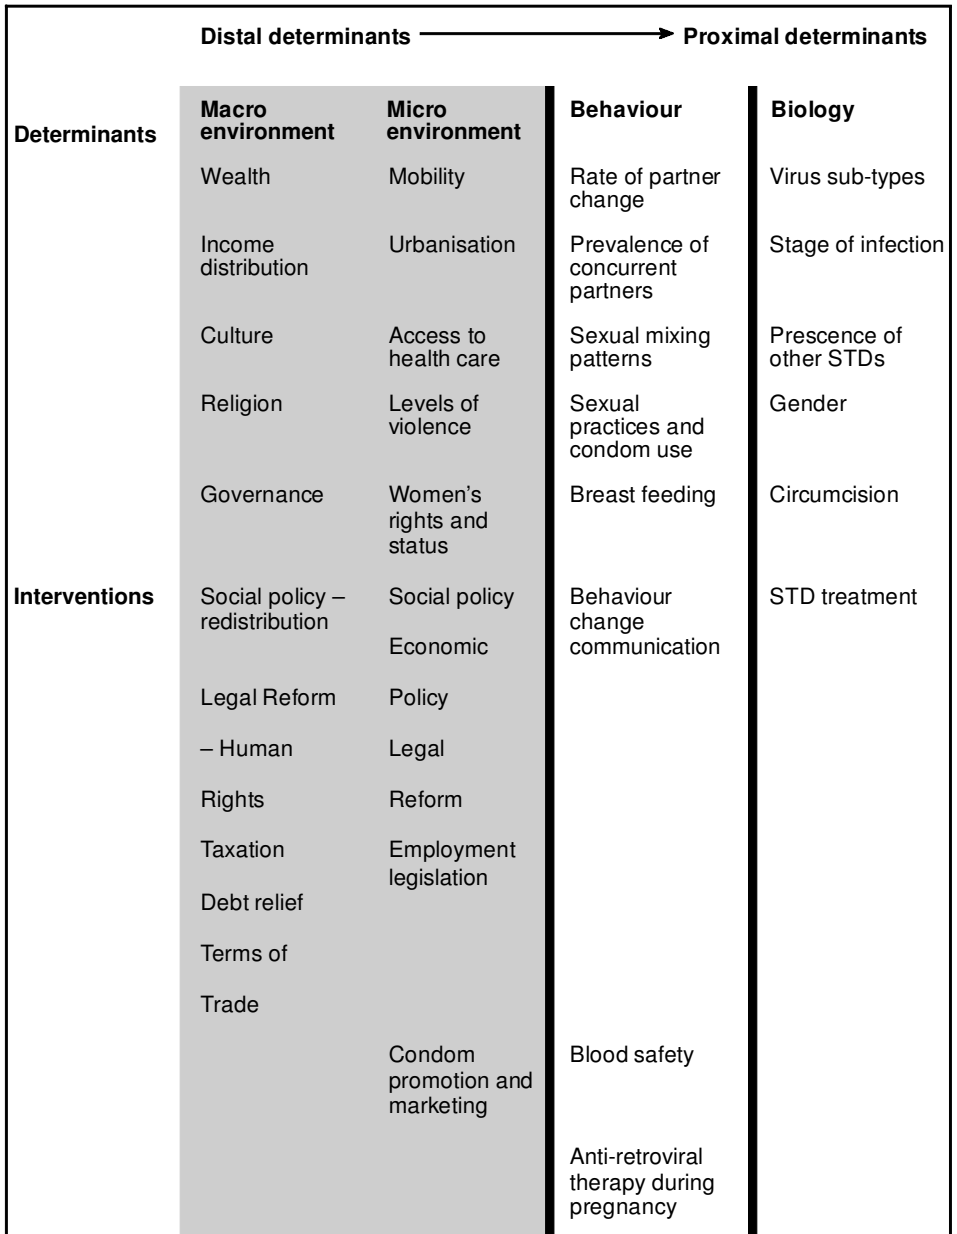 Distal determinants Proximal determinants
Determinants
Macro
environment
Micro
environment
Behaviour
Biology
Wealth
Mobility
Rate of partner
change
Virus sub-types
Income
distribution
Urbanisation
Prevalence of
concurrent
partners
Stage of infection
Culture
Access to
health care
Sexual mixing
patterns
Prescence of
other STDs
Religion
Levels of
violence
Sexual
practices and
condom use
Gender
Governance
Women's
rights and
status
Breast feeding
Circumcision
Interventions
Social policy –
redistribution
Social policy
Behaviour
change
communication
STD treatment
Economic
Legal Reform
Policy
– Human
Legal
Rights
Reform
Taxation
Employment
legislation
Debt relief
Terms of
Trade
Condom
promotion and
marketing
Blood safety
Anti-retroviral
therapy during
pregnancy